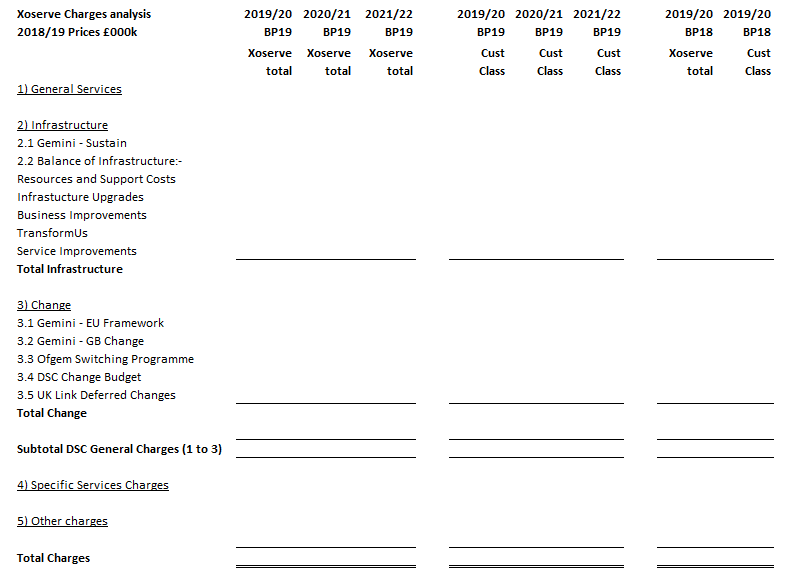 Xoserve Charges analysis 2019/20 2020/21 2021/22 2019/20 2020/21 2021/22 2019/20 2019/20
2018/19 Prices £000k BP19 BP19 BP19 BP19 BP19 BP19 BP18 BP18
Xoserve Xoserve Xoserve Cust Cust Cust Xoserve Cust
total total total Class Class Class total Class
1) General Services
2) Infrastructure
2.1 Gemini - Sustain
2.2 Balance of Infrastructure:-
Resources and Support Costs
Infrastucture Upgrades
Business Improvements
TransformUs
Service Improvements
Total Infrastructure
3) Change
3.1 Gemini - EU Framework
3.2 Gemini - GB Change
3.3 Ofgem Switching Programme
3.4 DSC Change Budget
3.5 UK Link Deferred Changes
Total Change
Subtotal DSC General Charges (1 to 3)
4) Specific Services Charges
5) Other charges
Total Charges